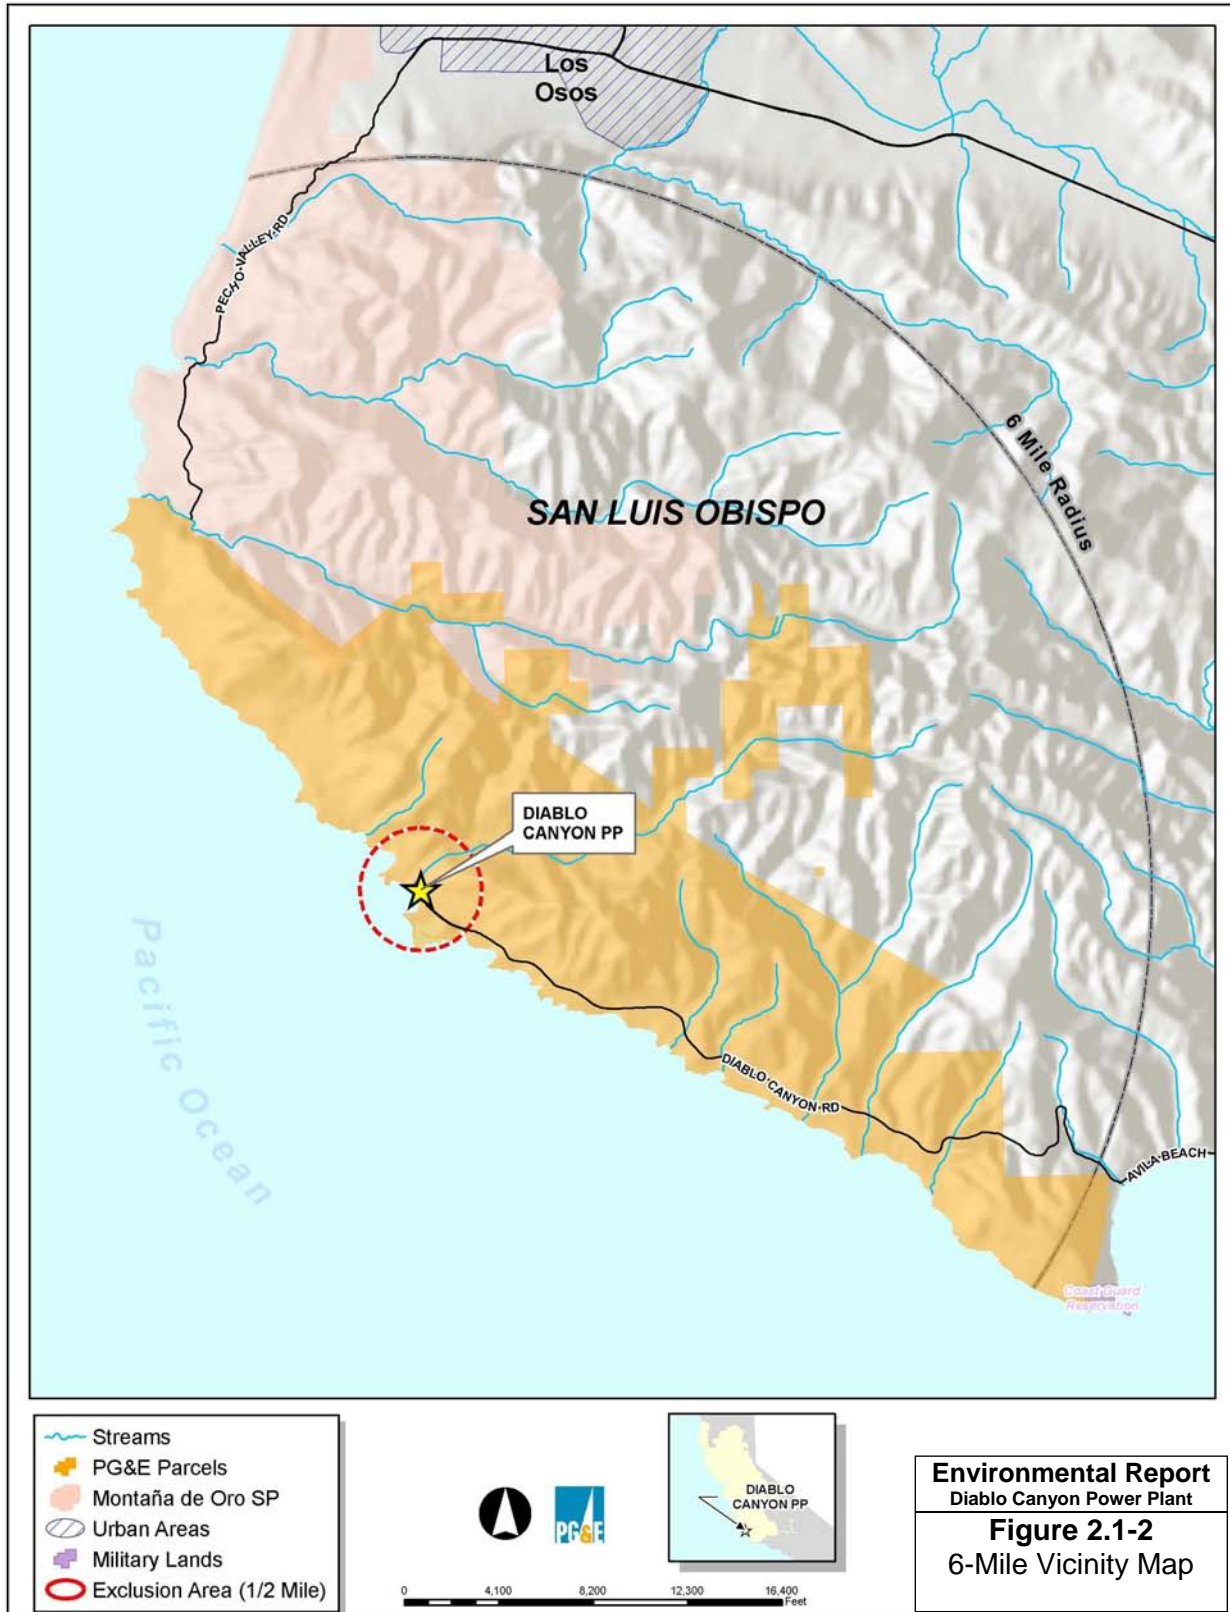 Los
Osos
PECHO VALLEY RD
6 Mile Radius
SAN LUIS OBISPO
DIABLO
CANYON PP
Pacific Ocean
DIABLO CANYON RD
AVILA BEACH
Coast Guard
Reservation
Streams
PG&E Parcels
Montaña de Oro SP
Urban Areas
Military Lands
Exclusion Area (1/2 Mile)
PG&E
0 4,100 8,200 12,300 16,400
Feet
DIABLO
CANYON PP
Environmental Report
Diablo Canyon Power Plant
Figure 2.1-2
6-Mile Vicinity Map